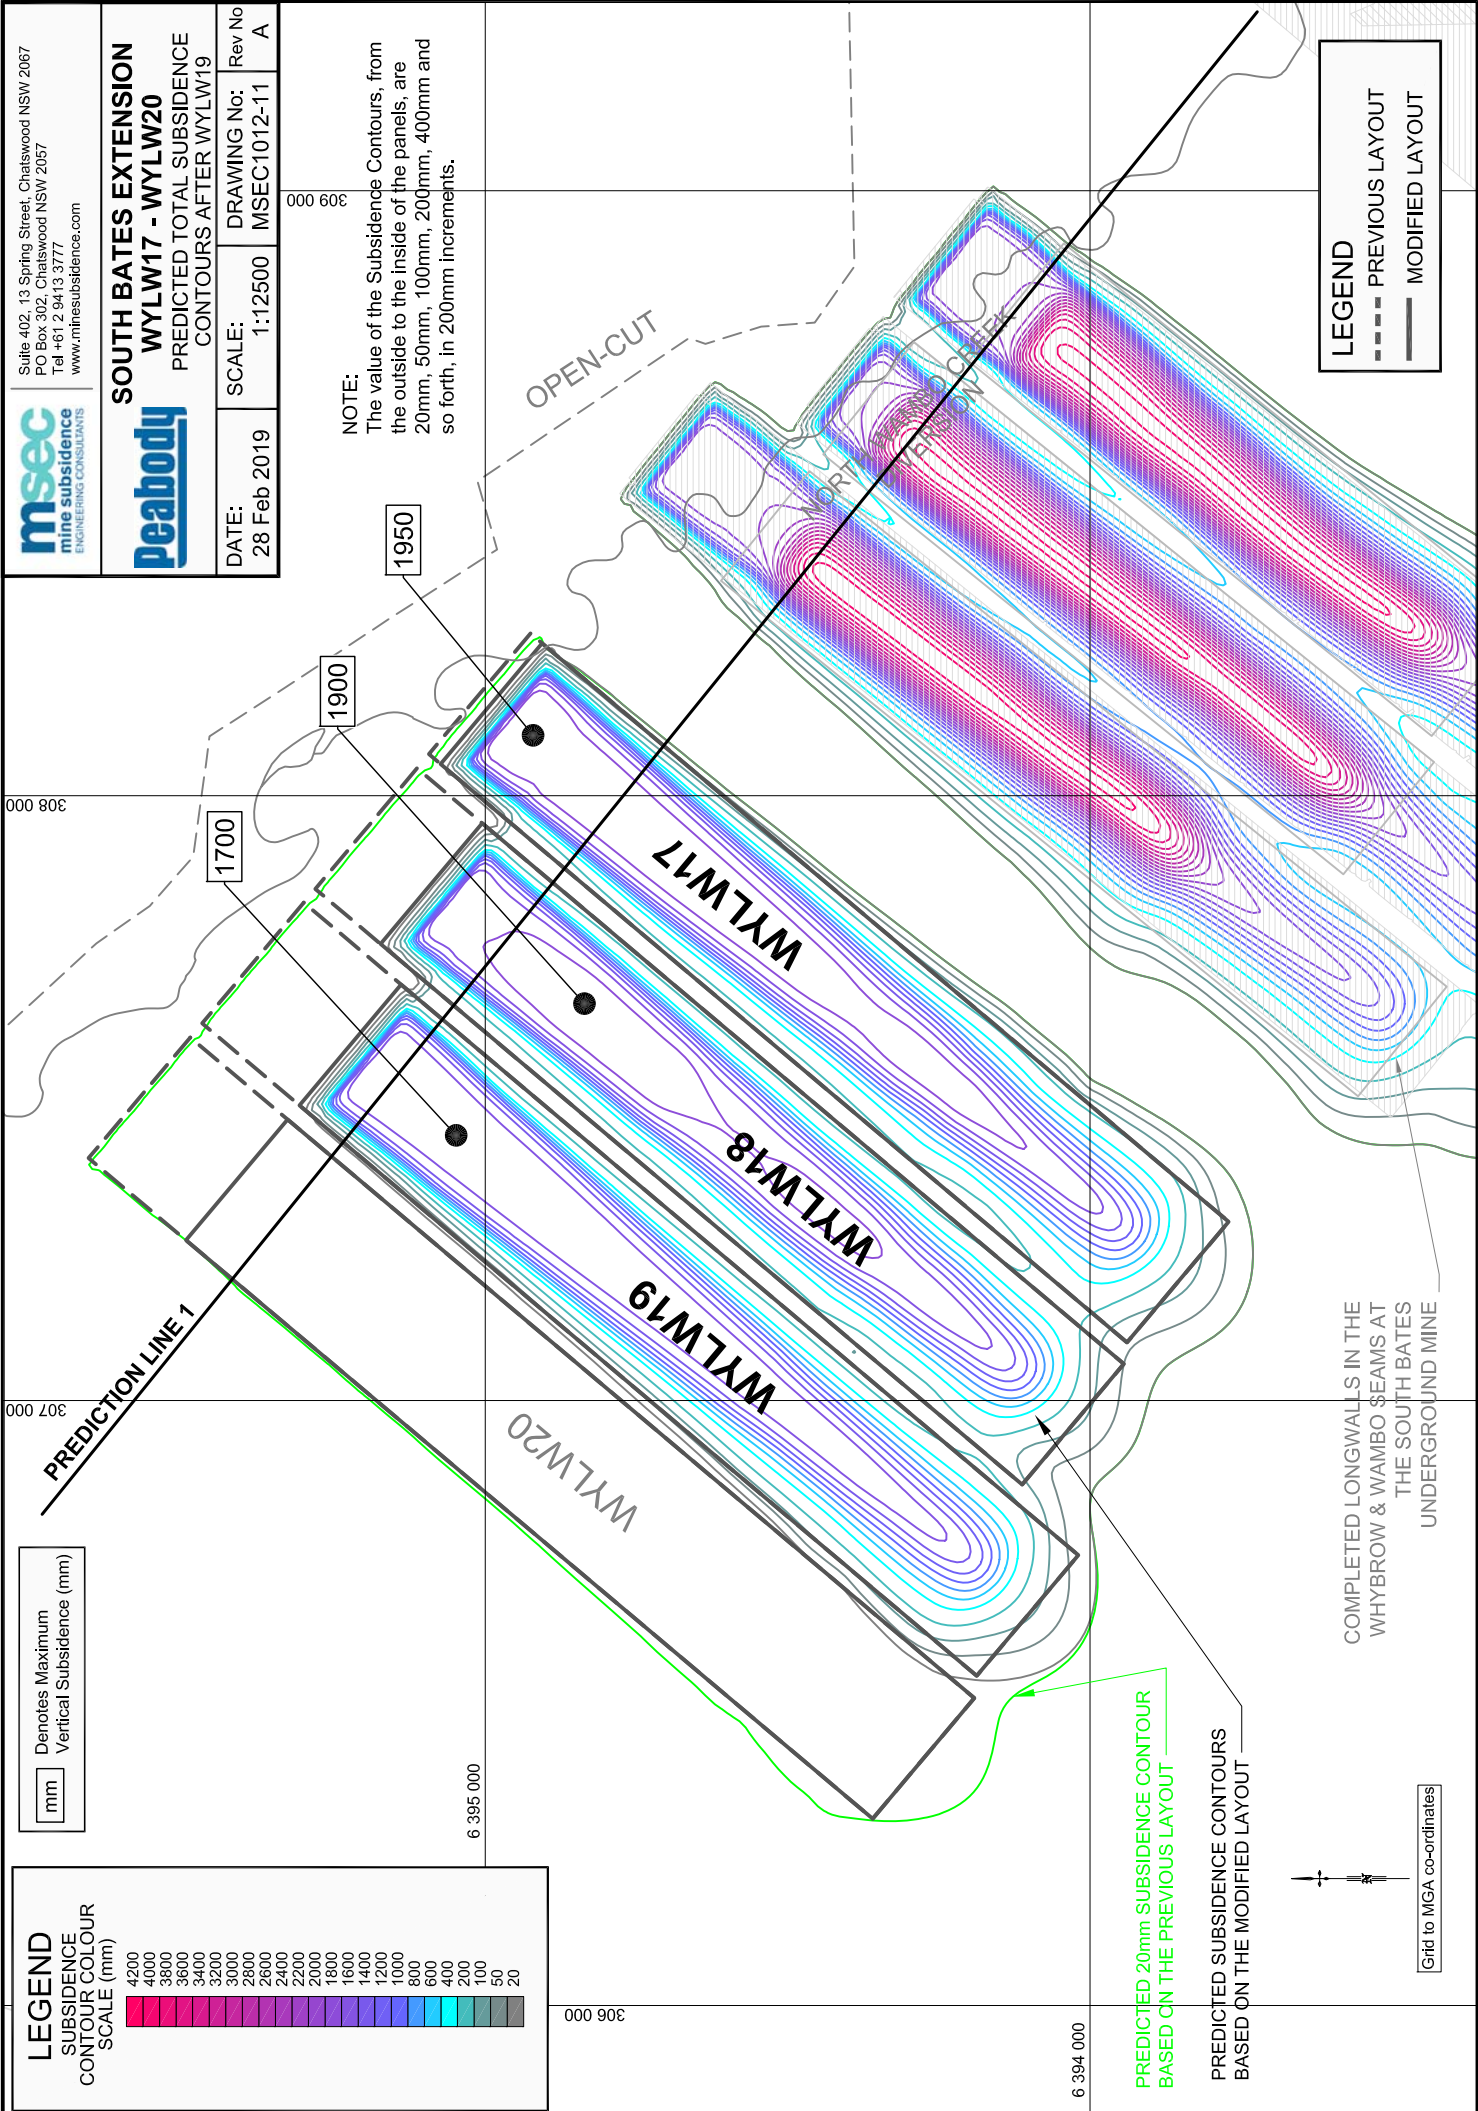 LEGEND
SUBSIDENCE
CONTOUR COLOUR
SCALE (mm)
4200
4000
3800
3600
3400
3200
3000
2800
2600
2400
2200
2000
1800
1600
1400
1200
1000
800
600
400
200
100
50
20
mm
Denotes Maximum
Vertical Subsidence (mm)
msec
mine subsidence
ENGINEERING CONSULTANTS
Suite 402, 13 Spring Street, Chatswood NSW 2067
PO Box 302, Chatswood NSW 2057
Tel +61 2 9413 3777
www.minesubsidence.com
Peabody
SOUTH BATES EXTENSION
WYLW17 - WYLW20
PREDICTED TOTAL SUBSIDENCE
CONTOURS AFTER WYLW19
DATE:
28 Feb 2019
SCALE:
1:12500
DRAWING No:
MSEC1012-11
Rev No
A
NOTE:
The value of the Subsidence Contours, from
the outside to the inside of the panels, are
20mm, 50mm, 100mm, 200mm, 400mm and
so forth, in 200mm increments.
306 000
307 000
308 000
309 000
6 395 000
6 394 000
PREDICTION LINE 1
1700
1900
1950
OPEN-CUT
NORTH WAMBO CREEK
DIVERSION
WYLW17
WYLW18
WYLW19
WYLW20
PREDICTED 20mm SUBSIDENCE CONTOUR
BASED ON THE PREVIOUS LAYOUT
PREDICTED SUBSIDENCE CONTOURS
BASED ON THE MODIFIED LAYOUT
COMPLETED LONGWALLS IN THE
WHYBROW & WAMBO SEAMS AT
THE SOUTH BATES
UNDERGROUND MINE
LEGEND
PREVIOUS LAYOUT
MODIFIED LAYOUT
N
Grid to MGA co-ordinates